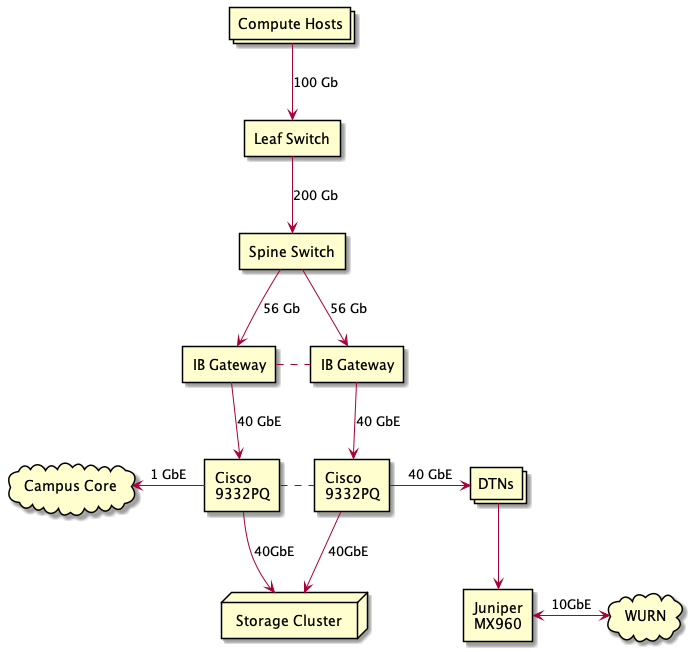 Compute Hosts
100 Gb
Leaf Switch
200 Gb
Spine Switch
56 Gb
56 Gb
IB Gateway
IB Gateway
40 GbE
40 GbE
Campus Core
1 GbE
Cisco
9332PQ
Cisco
9332PQ
40 GbE
DTNs
40GbE
40GbE
Storage Cluster
Juniper
MX960
10GbE
WURN